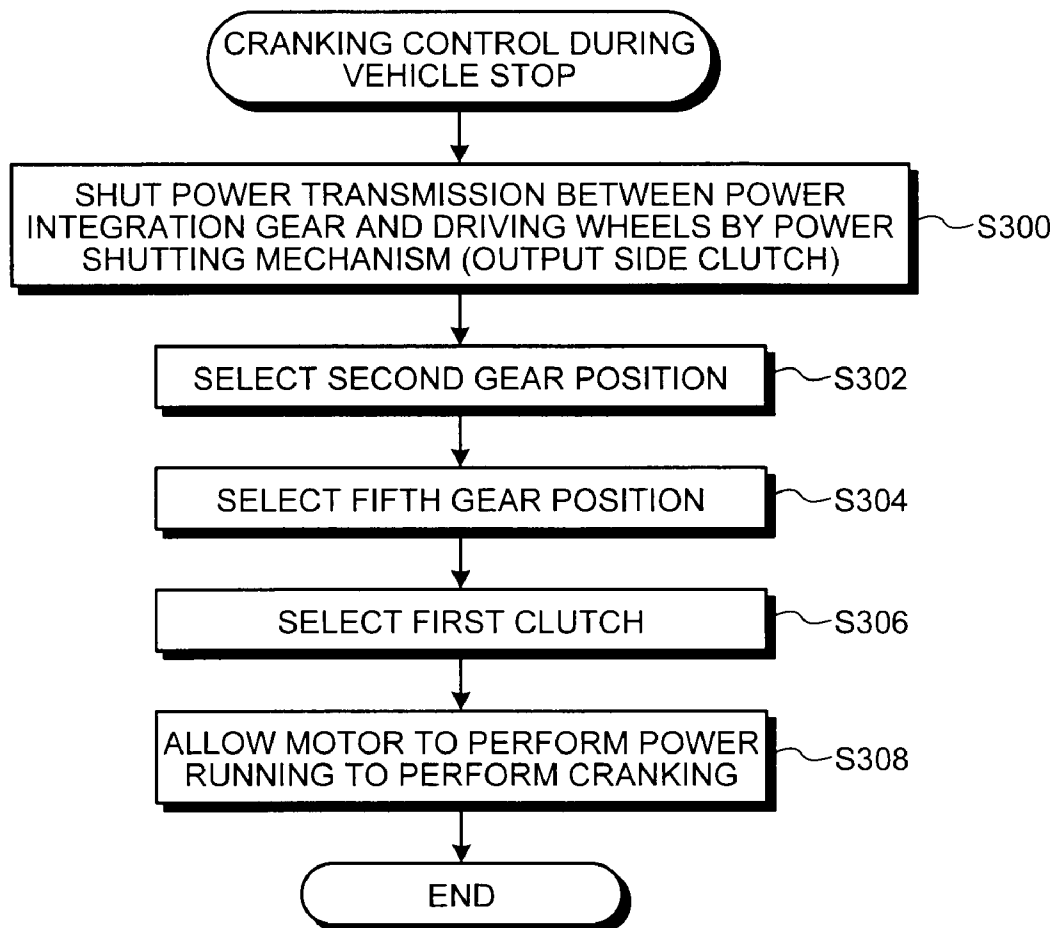 CRANKING CONTROL DURING
VEHICLE STOP
SHUT POWER TRANSMISSION BETWEEN POWER
INTEGRATION GEAR AND DRIVING WHEELS BY POWER
SHUTTING MECHANISM (OUTPUT SIDE CLUTCH)
S300
SELECT SECOND GEAR POSITION
S302
SELECT FIFTH GEAR POSITION
S304
SELECT FIRST CLUTCH
S306
ALLOW MOTOR TO PERFORM POWER
RUNNING TO PERFORM CRANKING
S308
END